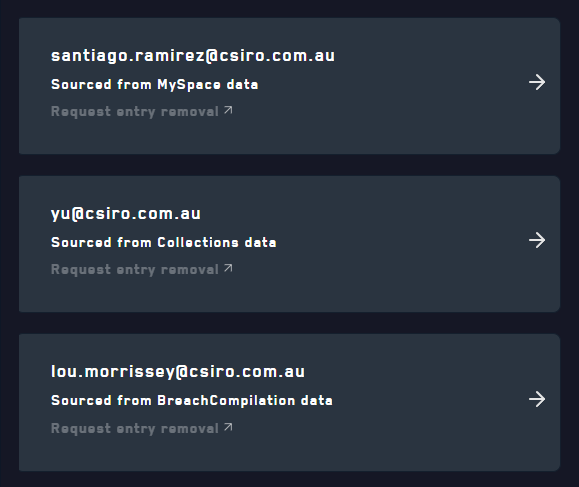 santiago.ramirez@csiro.com.au
Sourced from MySpace data
Request entry removal
yu@csiro.com.au
Sourced from Collections data
Request entry removal
lou.morrissey@csiro.com.au
Sourced from BreachCompilation data
Request entry removal